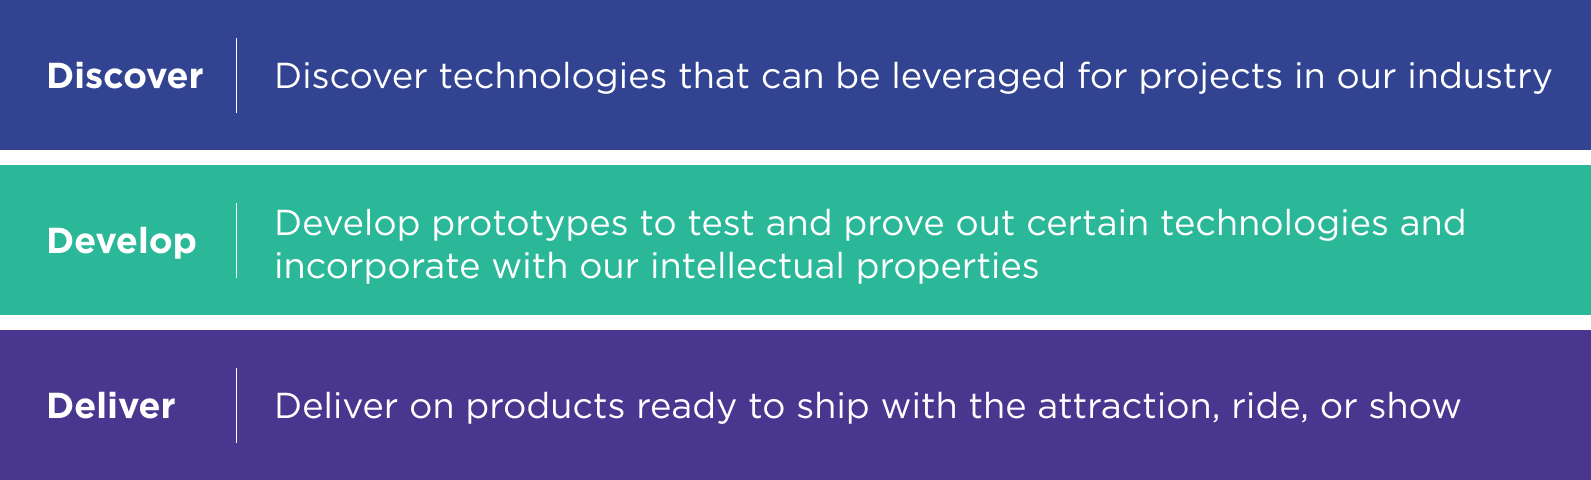 Discover
Discover technologies that can be leveraged for projects in our industry
Develop
Develop prototypes to test and prove out certain technologies and
incorporate with our intellectual properties
Deliver
Deliver on products ready to ship with the attraction, ride, or show